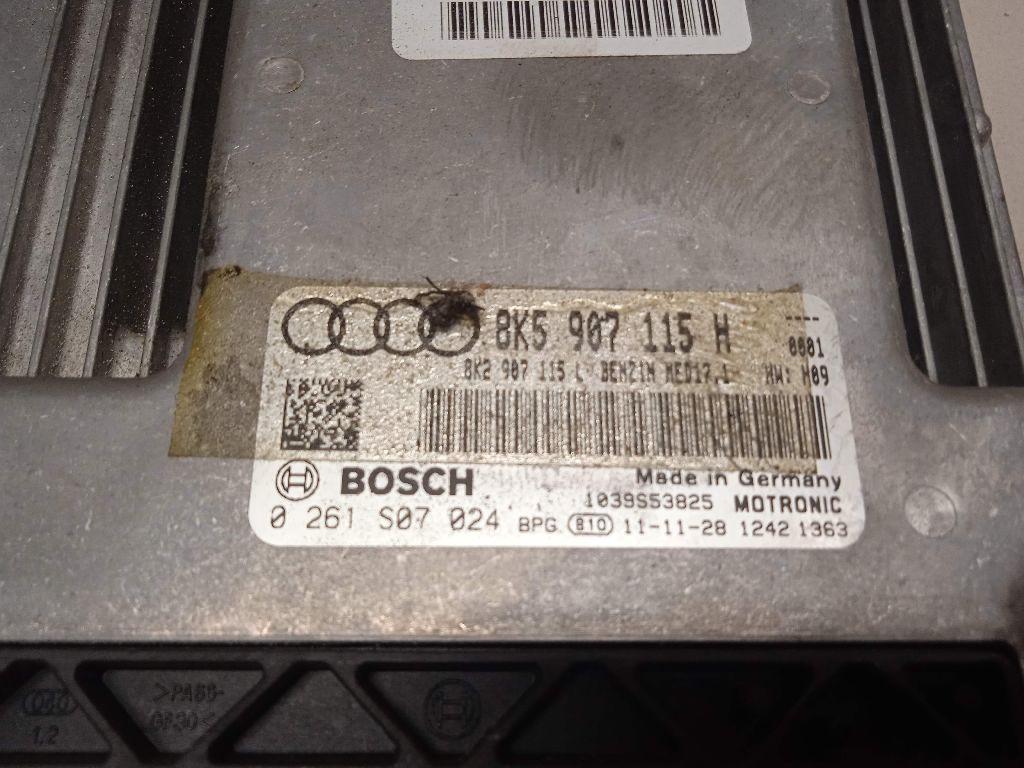 8K5 907 115 H
----
0001
8K2 907 115 L BENZIN MED17.1 HW: H09
BOSCH
Made in Germany
1039S53825 MOTRONIC
0 261 S07 024 BPG 810 11-11-28 1242 1363
>PA66-
GF30<
1.2